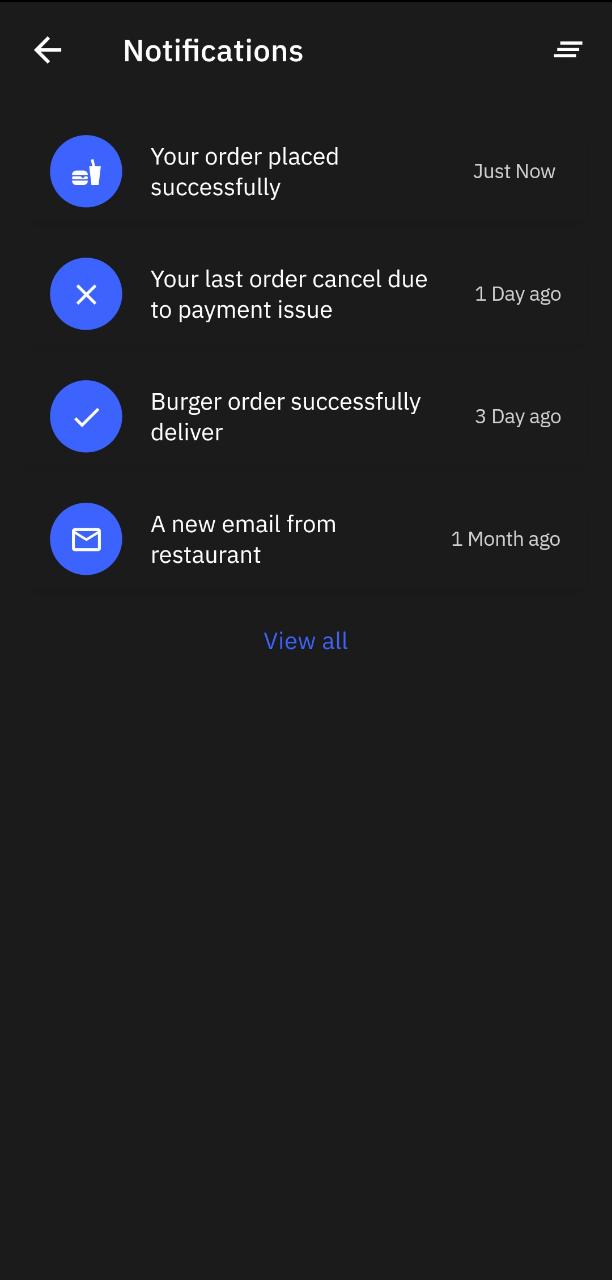 Notifications
Your order placed
successfully
Just Now
Your last order cancel due
to payment issue
1 Day ago
Burger order successfully
deliver
3 Day ago
A new email from
restaurant
1 Month ago
View all